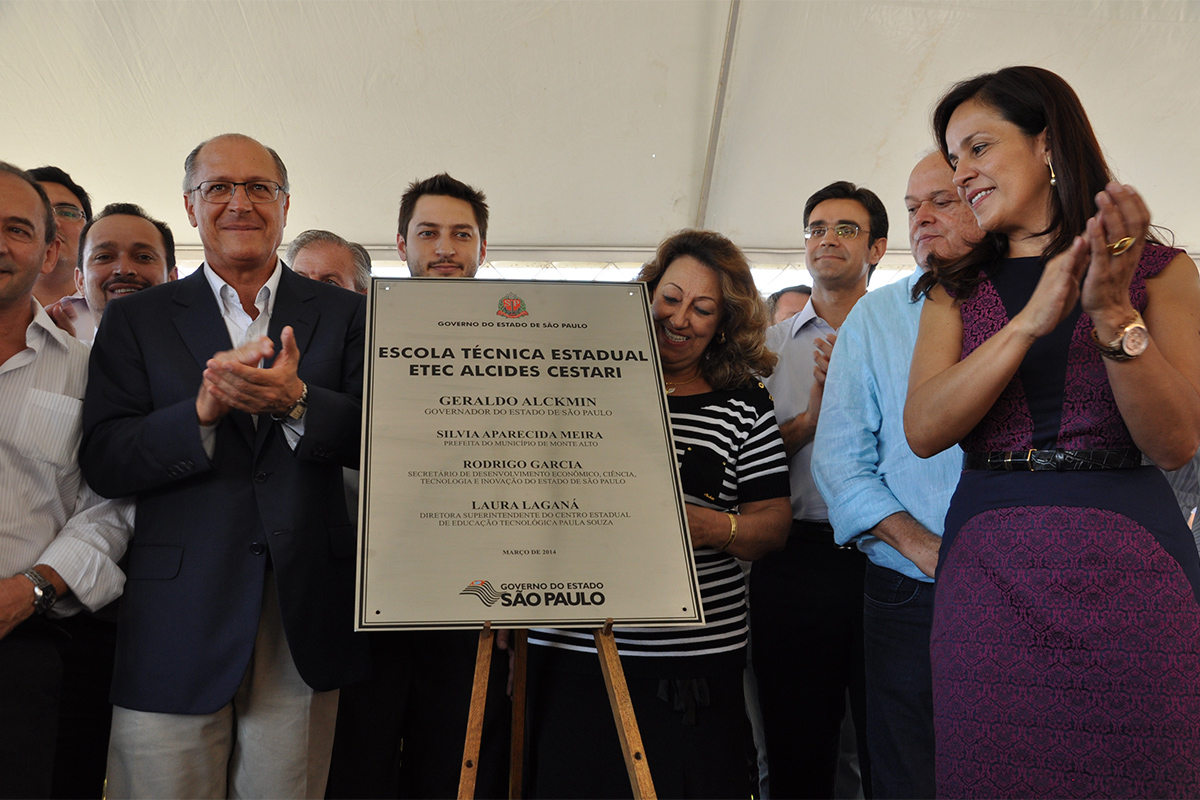 SP
GOVERNO DO ESTADO DE SÃO PAULO
ESCOLA TÉCNICA ESTADUAL
ETEC ALCIDES CESTARI
GERALDO ALCKMIN
GOVERNADOR DO ESTADO DE SÃO PAULO
SILVIA APARECIDA MEIRA
PREFEITA DO MUNICÍPIO DE MONTE ALTO
RODRIGO GARCIA
SECRETÁRIO DE DESENVOLVIMENTO ECONÔMICO, CIÊNCIA,
TECNOLOGIA E INOVAÇÃO DO ESTADO DE SÃO PAULO
LAURA LAGANÁ
DIRETORA SUPERINTENDENTE DO CENTRO ESTADUAL
DE EDUCAÇÃO TECNOLÓGICA PAULA SOUZA
MARÇO DE 2014
GOVERNO DO ESTADO
SÃO PAULO